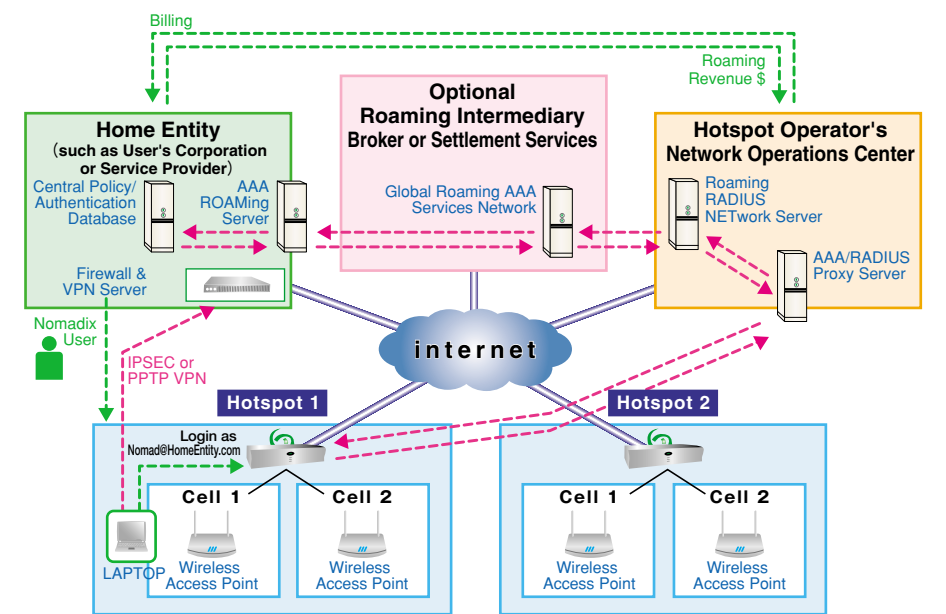 Billing
Roaming
Revenue $
Optional
Roaming Intermediary
Broker or Settlement Services
Home Entity
(such as User's Corporation
or Service Provider)
Hotspot Operator's
Network Operations Center
Central Policy/
Authentication
Database
AAA
ROAMing
Server
Global Roaming AAA
Services Network
Roaming
RADIUS
NETwork Server
AAA/RADIUS
Proxy Server
Firewall &
VPN Server
Nomadix
User
IPSEC or
PPTP VPN
internet
Hotspot 1
Hotspot 2
Login as
Nomad@HomeEntity.com
Cell 1
Cell 2
Cell 1
Cell 2
LAPTOP
Wireless
Access Point
Wireless
Access Point
Wireless
Access Point
Wireless
Access Point